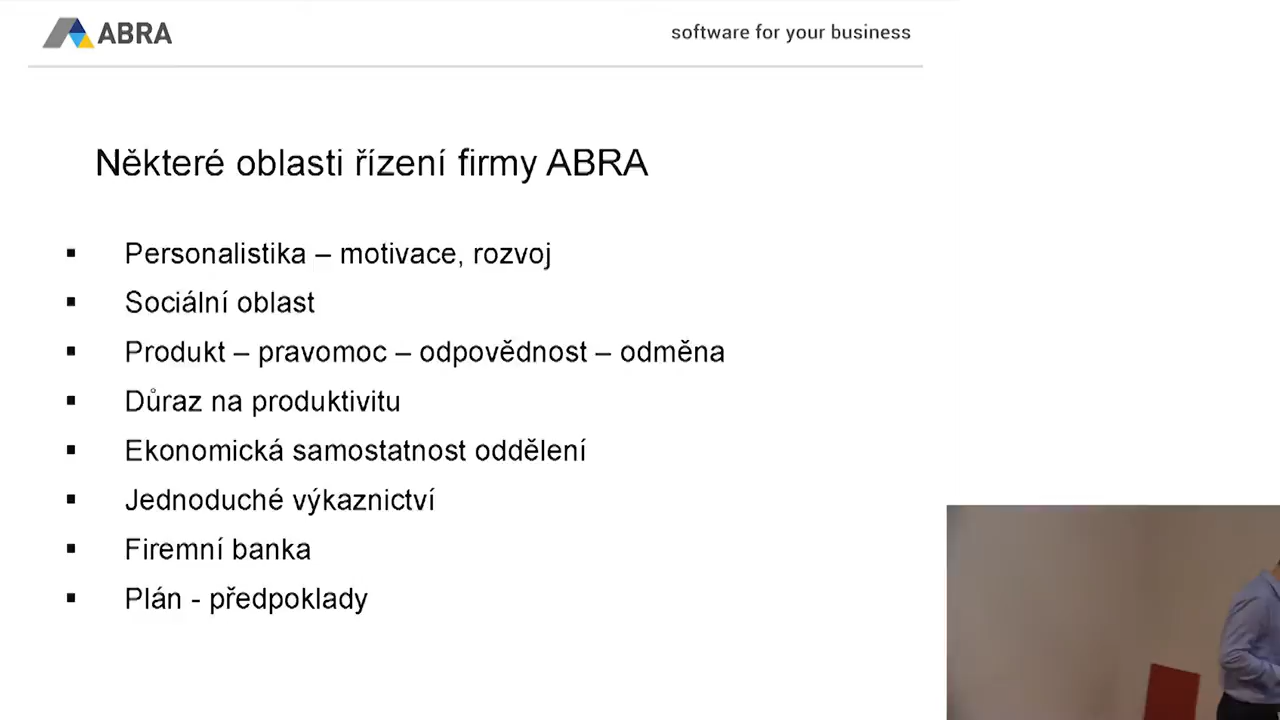 ABRA
software for your business
Některé oblasti řízení firmy ABRA
▪ Personalistika – motivace, rozvoj
▪ Sociální oblast
▪ Produkt – pravomoc – odpovědnost – odměna
▪ Důraz na produktivitu
▪ Ekonomická samostatnost oddělení
▪ Jednoduché výkaznictví
▪ Firemní banka
▪ Plán - předpoklady